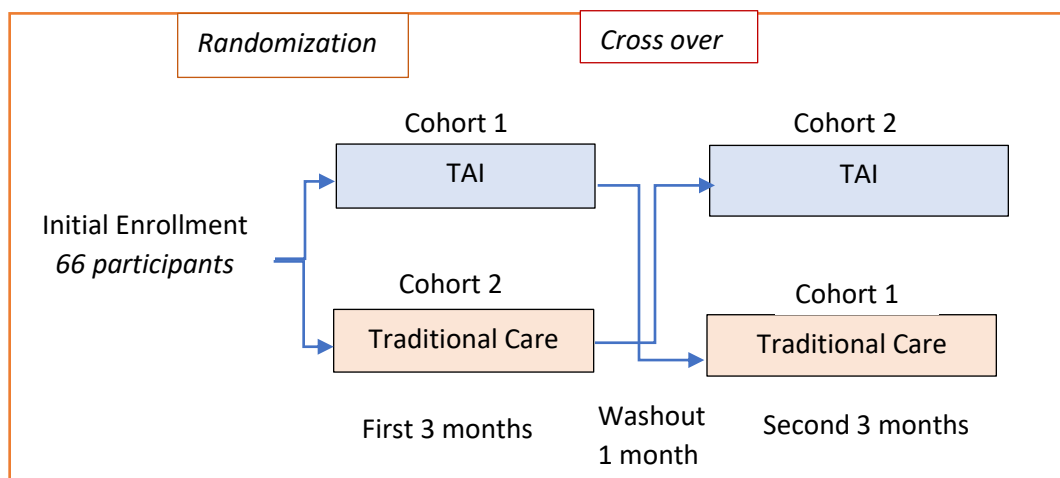 Randomization
Cross over
Cohort 1
Cohort 2
TAI
TAI
Initial Enrollment
66 participants
Cohort 2
Cohort 1
Traditional Care
Traditional Care
First 3 months
Washout
1 month
Second 3 months